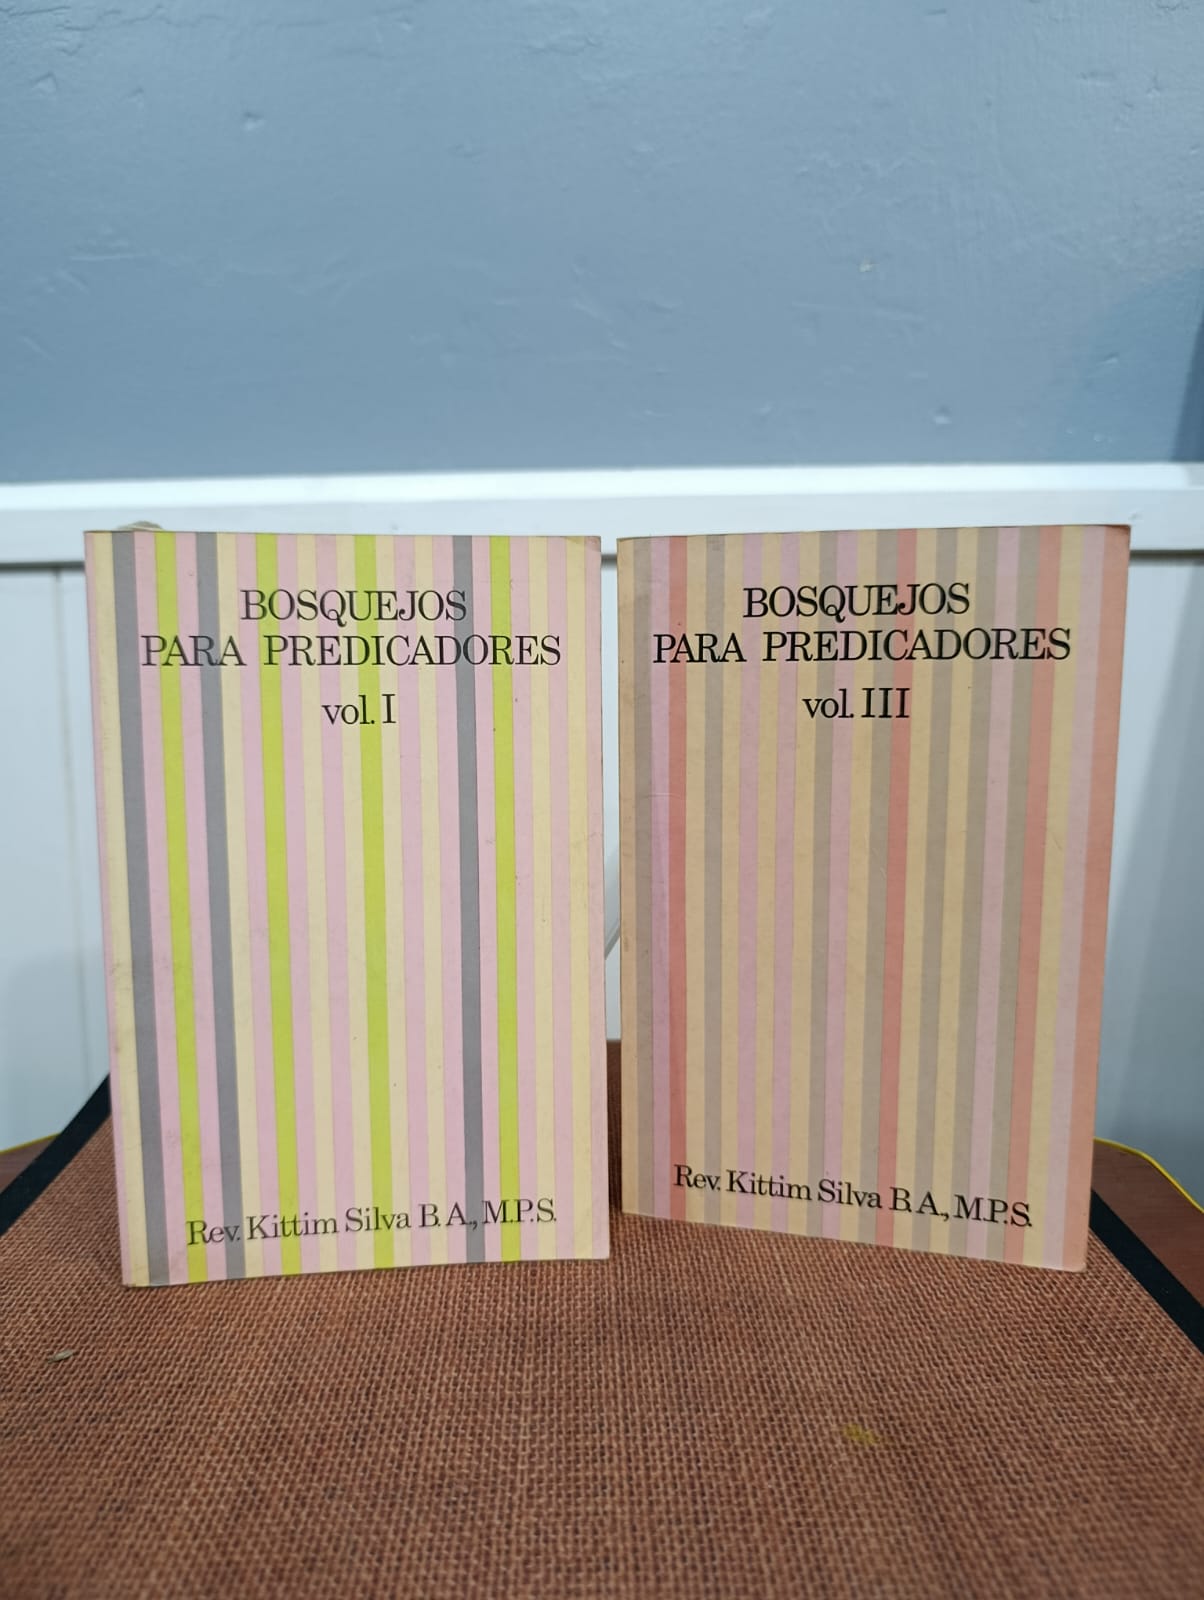 BOSQUEJOS
PARA PREDICADORES
vol. I
Rev. Kittim Silva B.A., M.P.S.
BOSQUEJOS
PARA PREDICADORES
vol. III
Rev. Kittim Silva B.A., M.P.S.